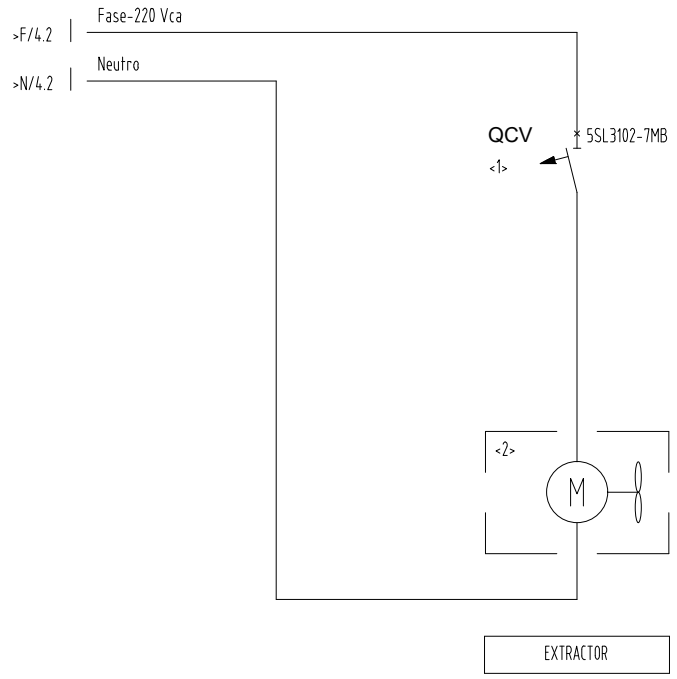 Fase-220 Vca
>F/4.2
Neutro
>N/4.2
QCV
5SL3102-7MB
<1>
<2>
M
EXTRACTOR